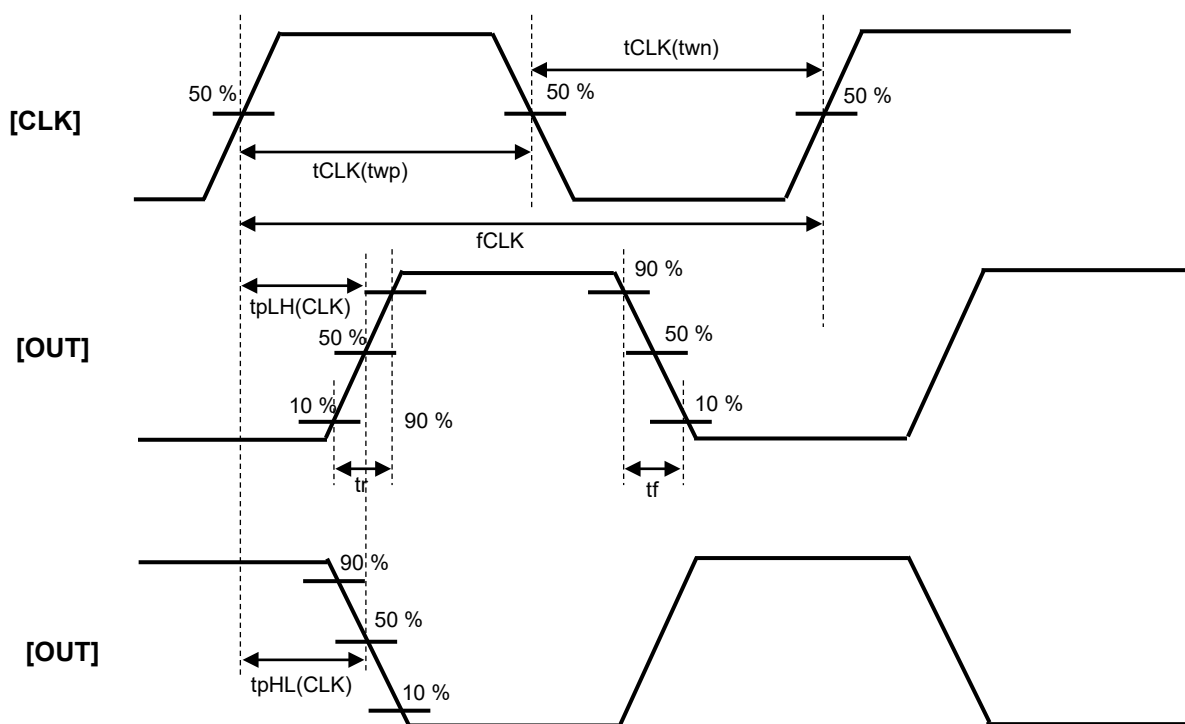 tCLK(twn)
50 %
50 %
50 %
[CLK]
tCLK(twp)
fCLK
90 %
tpLH(CLK)
50 %
50 %
[OUT]
10 %
10 %
90 %
tr
tf
90 %
50 %
[OUT]
tpHL(CLK)
10 %